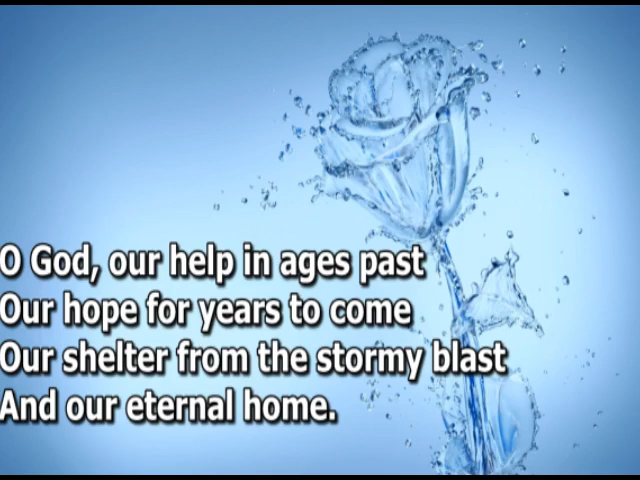 O God, our help in ages past
Our hope for years to come
Our shelter from the stormy blast
And our eternal home.